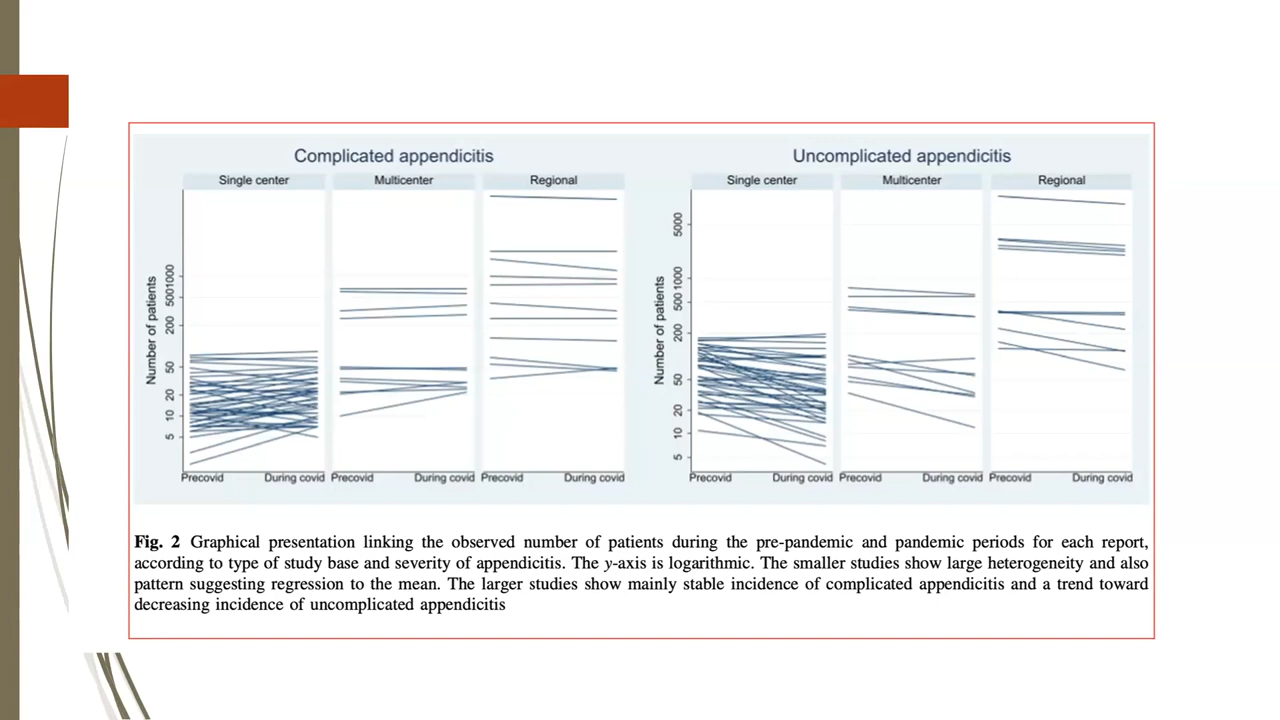 Complicated appendicitis
Single center
Multicenter
Regional
Number of patients
1000
500
200
50
20
10
5
Precovid
During covid
Precovid
During covid
Precovid
During covid
Uncomplicated appendicitis
Single center
Multicenter
Regional
Number of patients
5000
1000
500
200
50
20
10
5
Precovid
During covid
Precovid
During covid
Precovid
During covid
Fig. 2 Graphical presentation linking the observed number of patients during the pre-pandemic and pandemic periods for each report,
according to type of study base and severity of appendicitis. The y-axis is logarithmic. The smaller studies show large heterogeneity and also
pattern suggesting regression to the mean. The larger studies show mainly stable incidence of complicated appendicitis and a trend toward
decreasing incidence of uncomplicated appendicitis